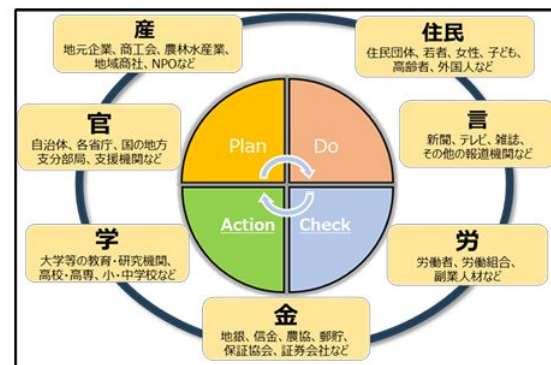 産
地元企業、商工会、農林水産業、
地域商社、NPOなど
住民
住民団体、若者、女性、子ども、
高齢者、外国人など
官
自治体、各省庁、国の地方
支分部局、支援機関など
Plan
Do
言
新聞、テレビ、雑誌、
その他の報道機関など
Action
Check
学
大学等の教育・研究機関、
高校・高専、小・中学校など
労
労働者、労働組合、
副業人材など
金
地銀、信金、農協、郵貯、
保証協会、証券会社など